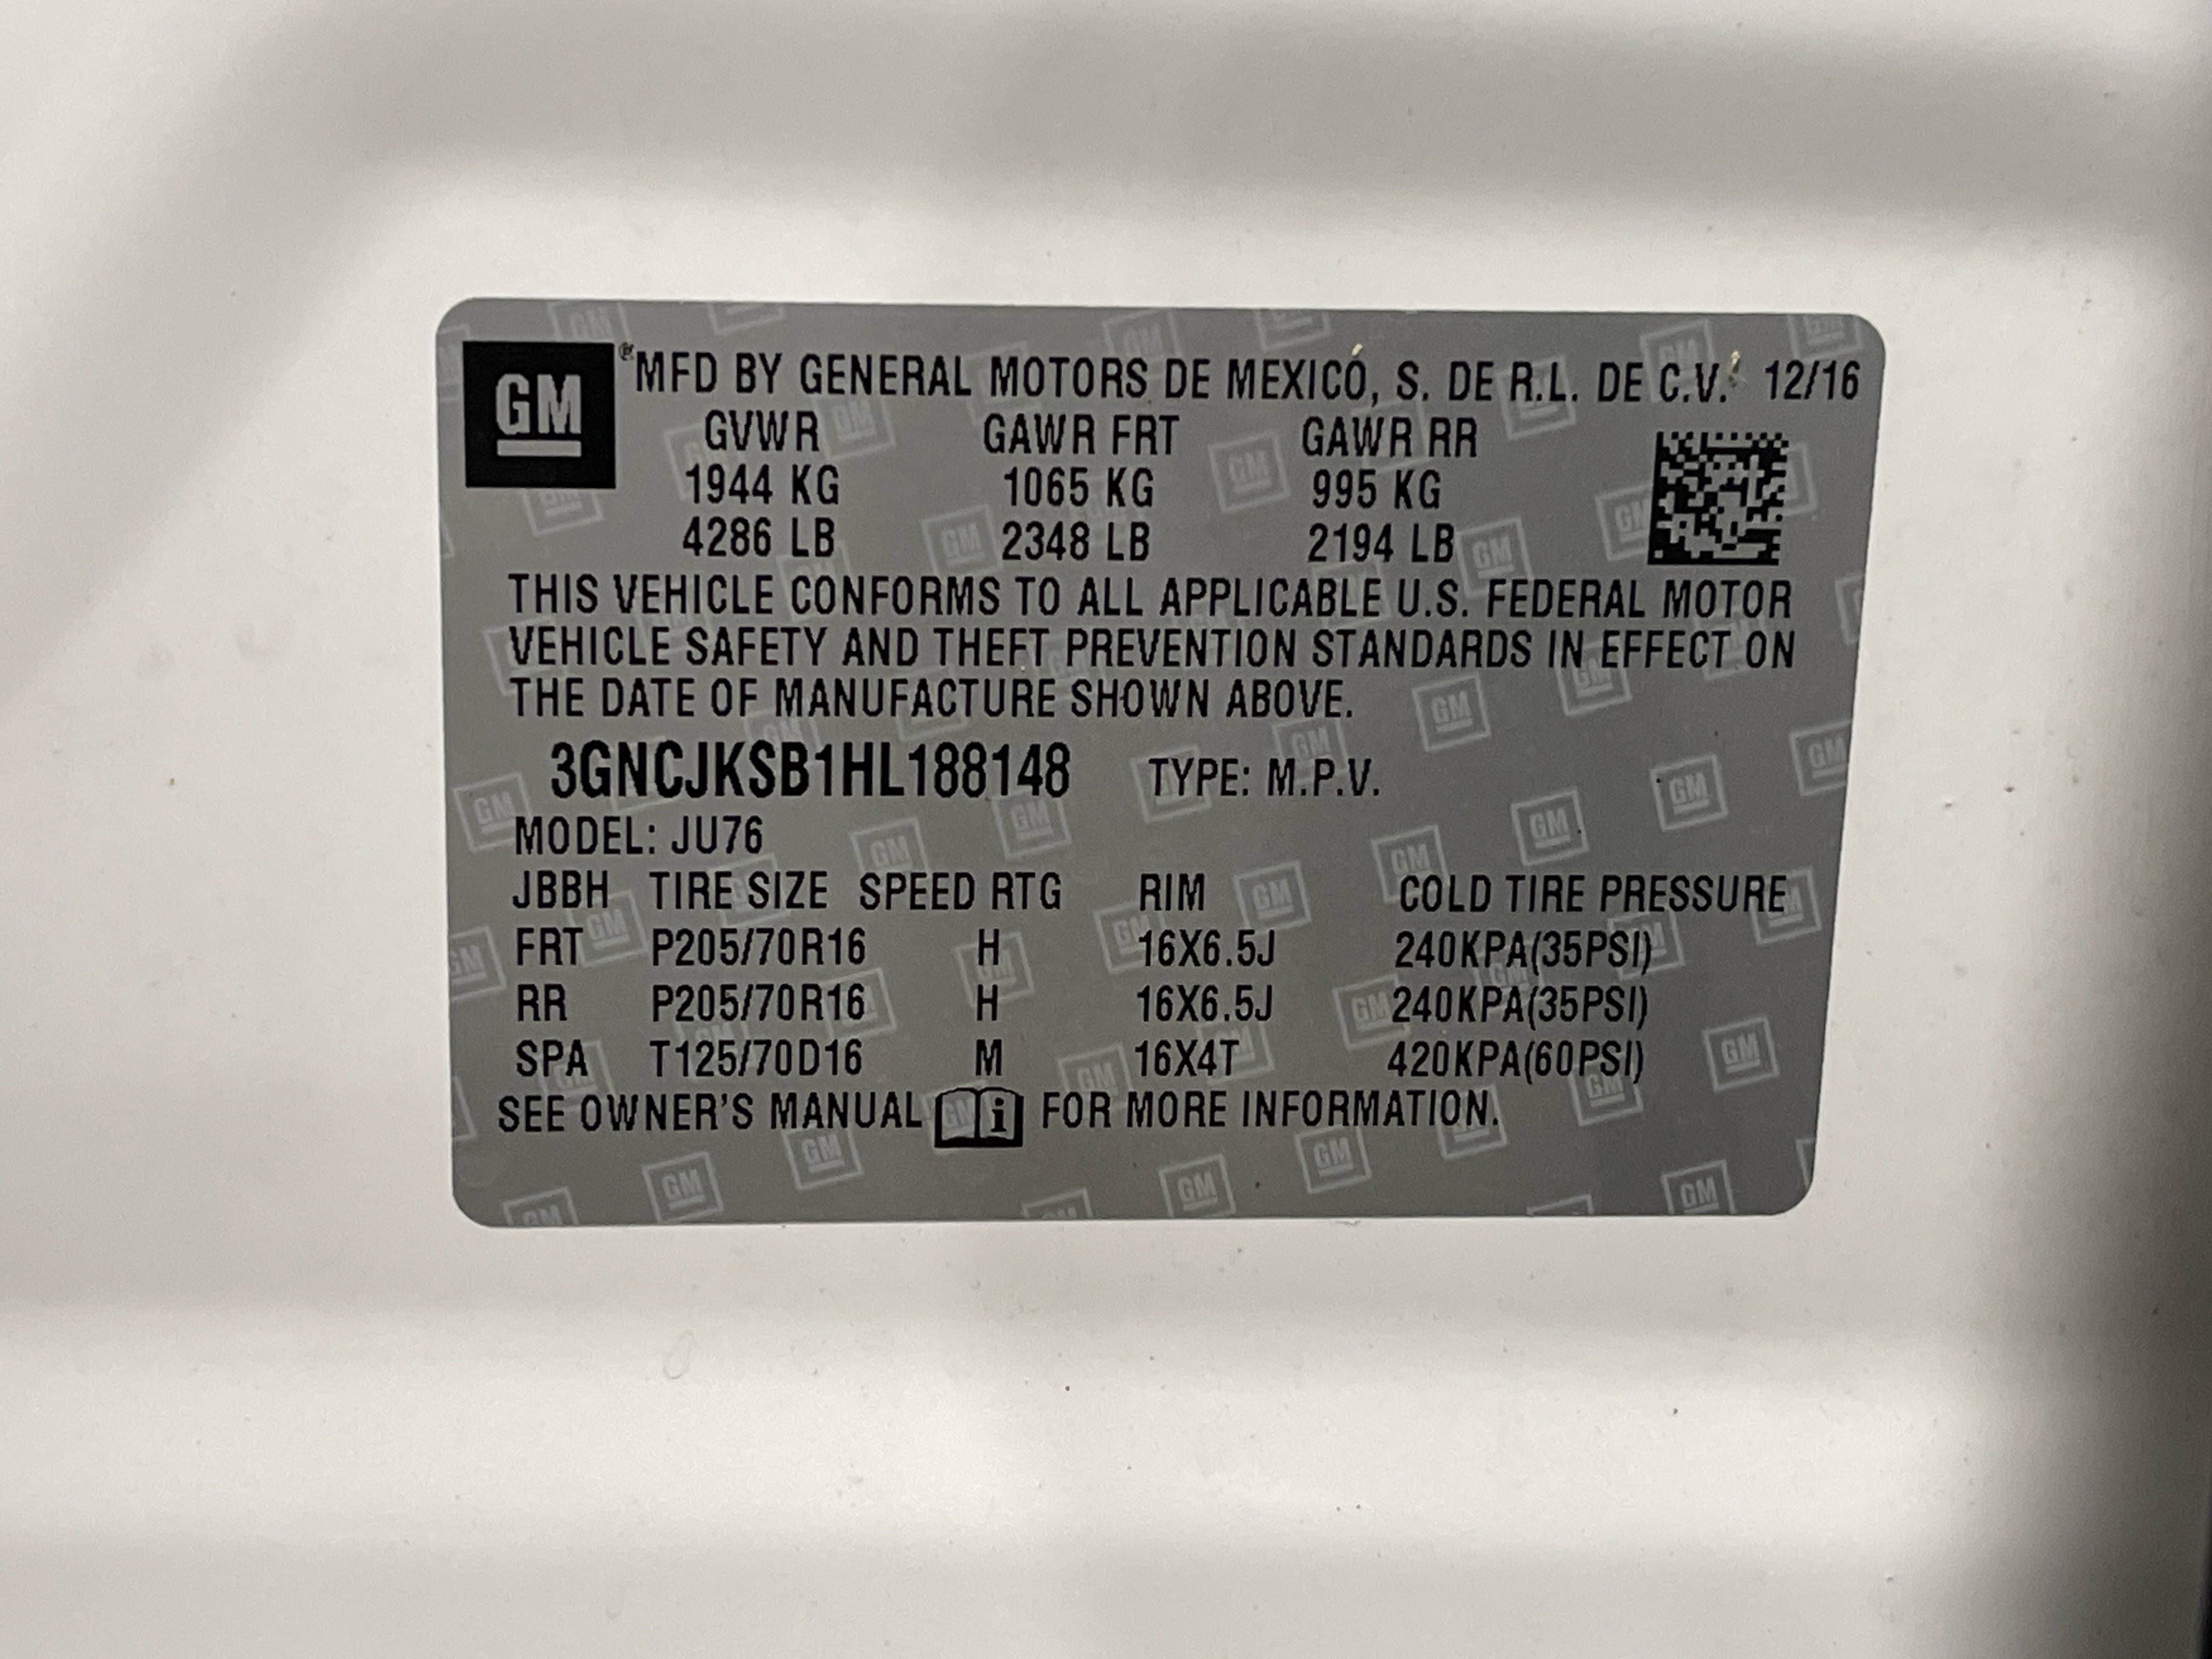 GM ® MFD BY GENERAL MOTORS DE MEXICO, S. DE R.L. DE C.V. 12/16
GVWR GAWR FRT GAWR RR
1944 KG 1065 KG 995 KG
4286 LB 2348 LB 2194 LB
THIS VEHICLE CONFORMS TO ALL APPLICABLE U.S. FEDERAL MOTOR
VEHICLE SAFETY AND THEFT PREVENTION STANDARDS IN EFFECT ON
THE DATE OF MANUFACTURE SHOWN ABOVE.
3GNCJKSB1HL188148 TYPE: M.P.V.
MODEL: JU76
JBBH TIRE SIZE SPEED RTG RIM COLD TIRE PRESSURE
FRT P205/70R16 H 16X6.5J 240KPA(35PSI)
RR P205/70R16 H 16X6.5J 240KPA(35PSI)
SPA T125/70D16 M 16X4T 420KPA(60PSI)
SEE OWNER'S MANUAL i FOR MORE INFORMATION.